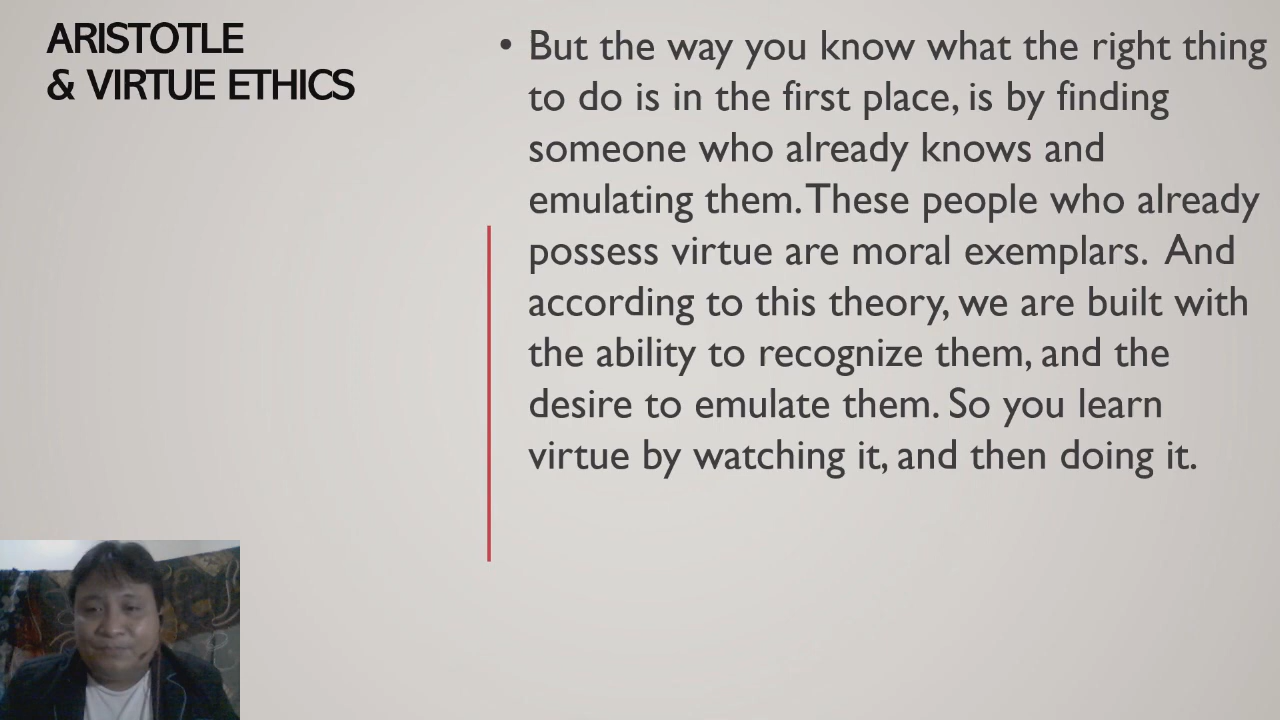 ARISTOTLE
& VIRTUE ETHICS
• But the way you know what the right thing
to do is in the first place, is by finding
someone who already knows and
emulating them. These people who already
possess virtue are moral exemplars.  And
according to this theory, we are built with
the ability to recognize them, and the
desire to emulate them. So you learn
virtue by watching it, and then doing it.